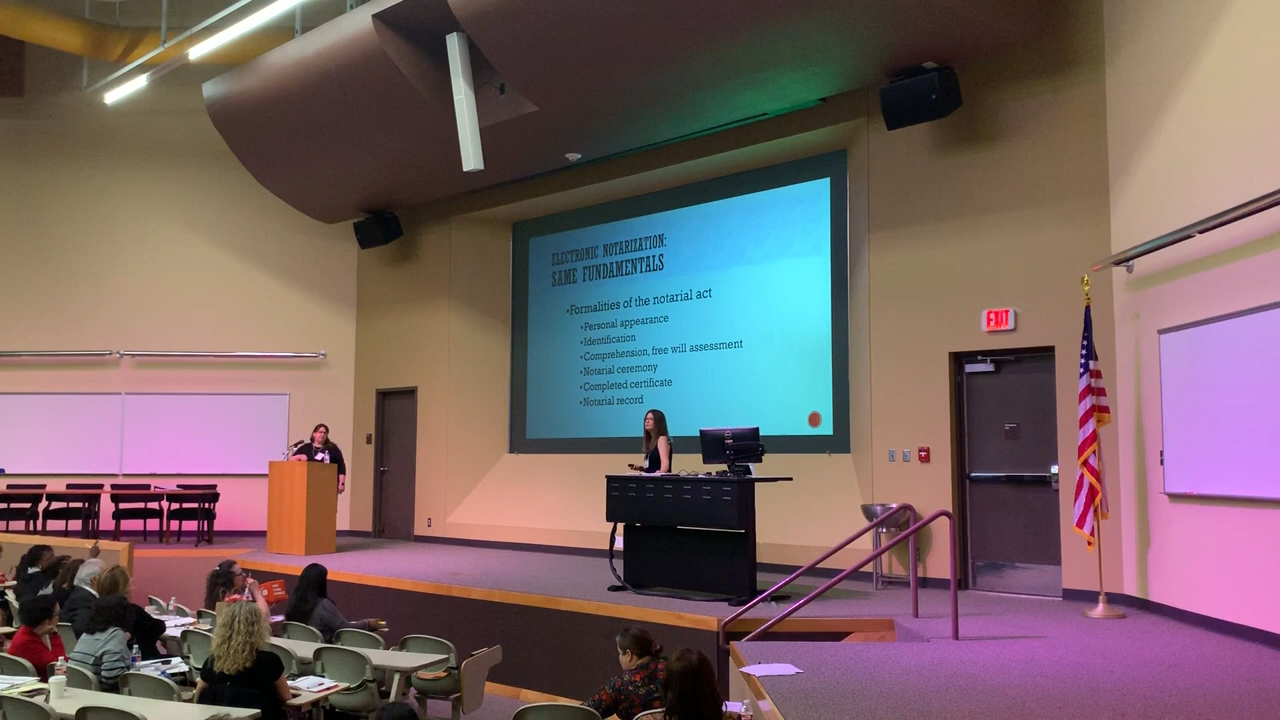 ELECTRONIC NOTARIZATION:
SAME FUNDAMENTALS
•Formalities of the notarial act
•Personal appearance
•Identification
•Comprehension, free will assessment
•Notarial ceremony
•Completed certificate
•Notarial record
EXIT